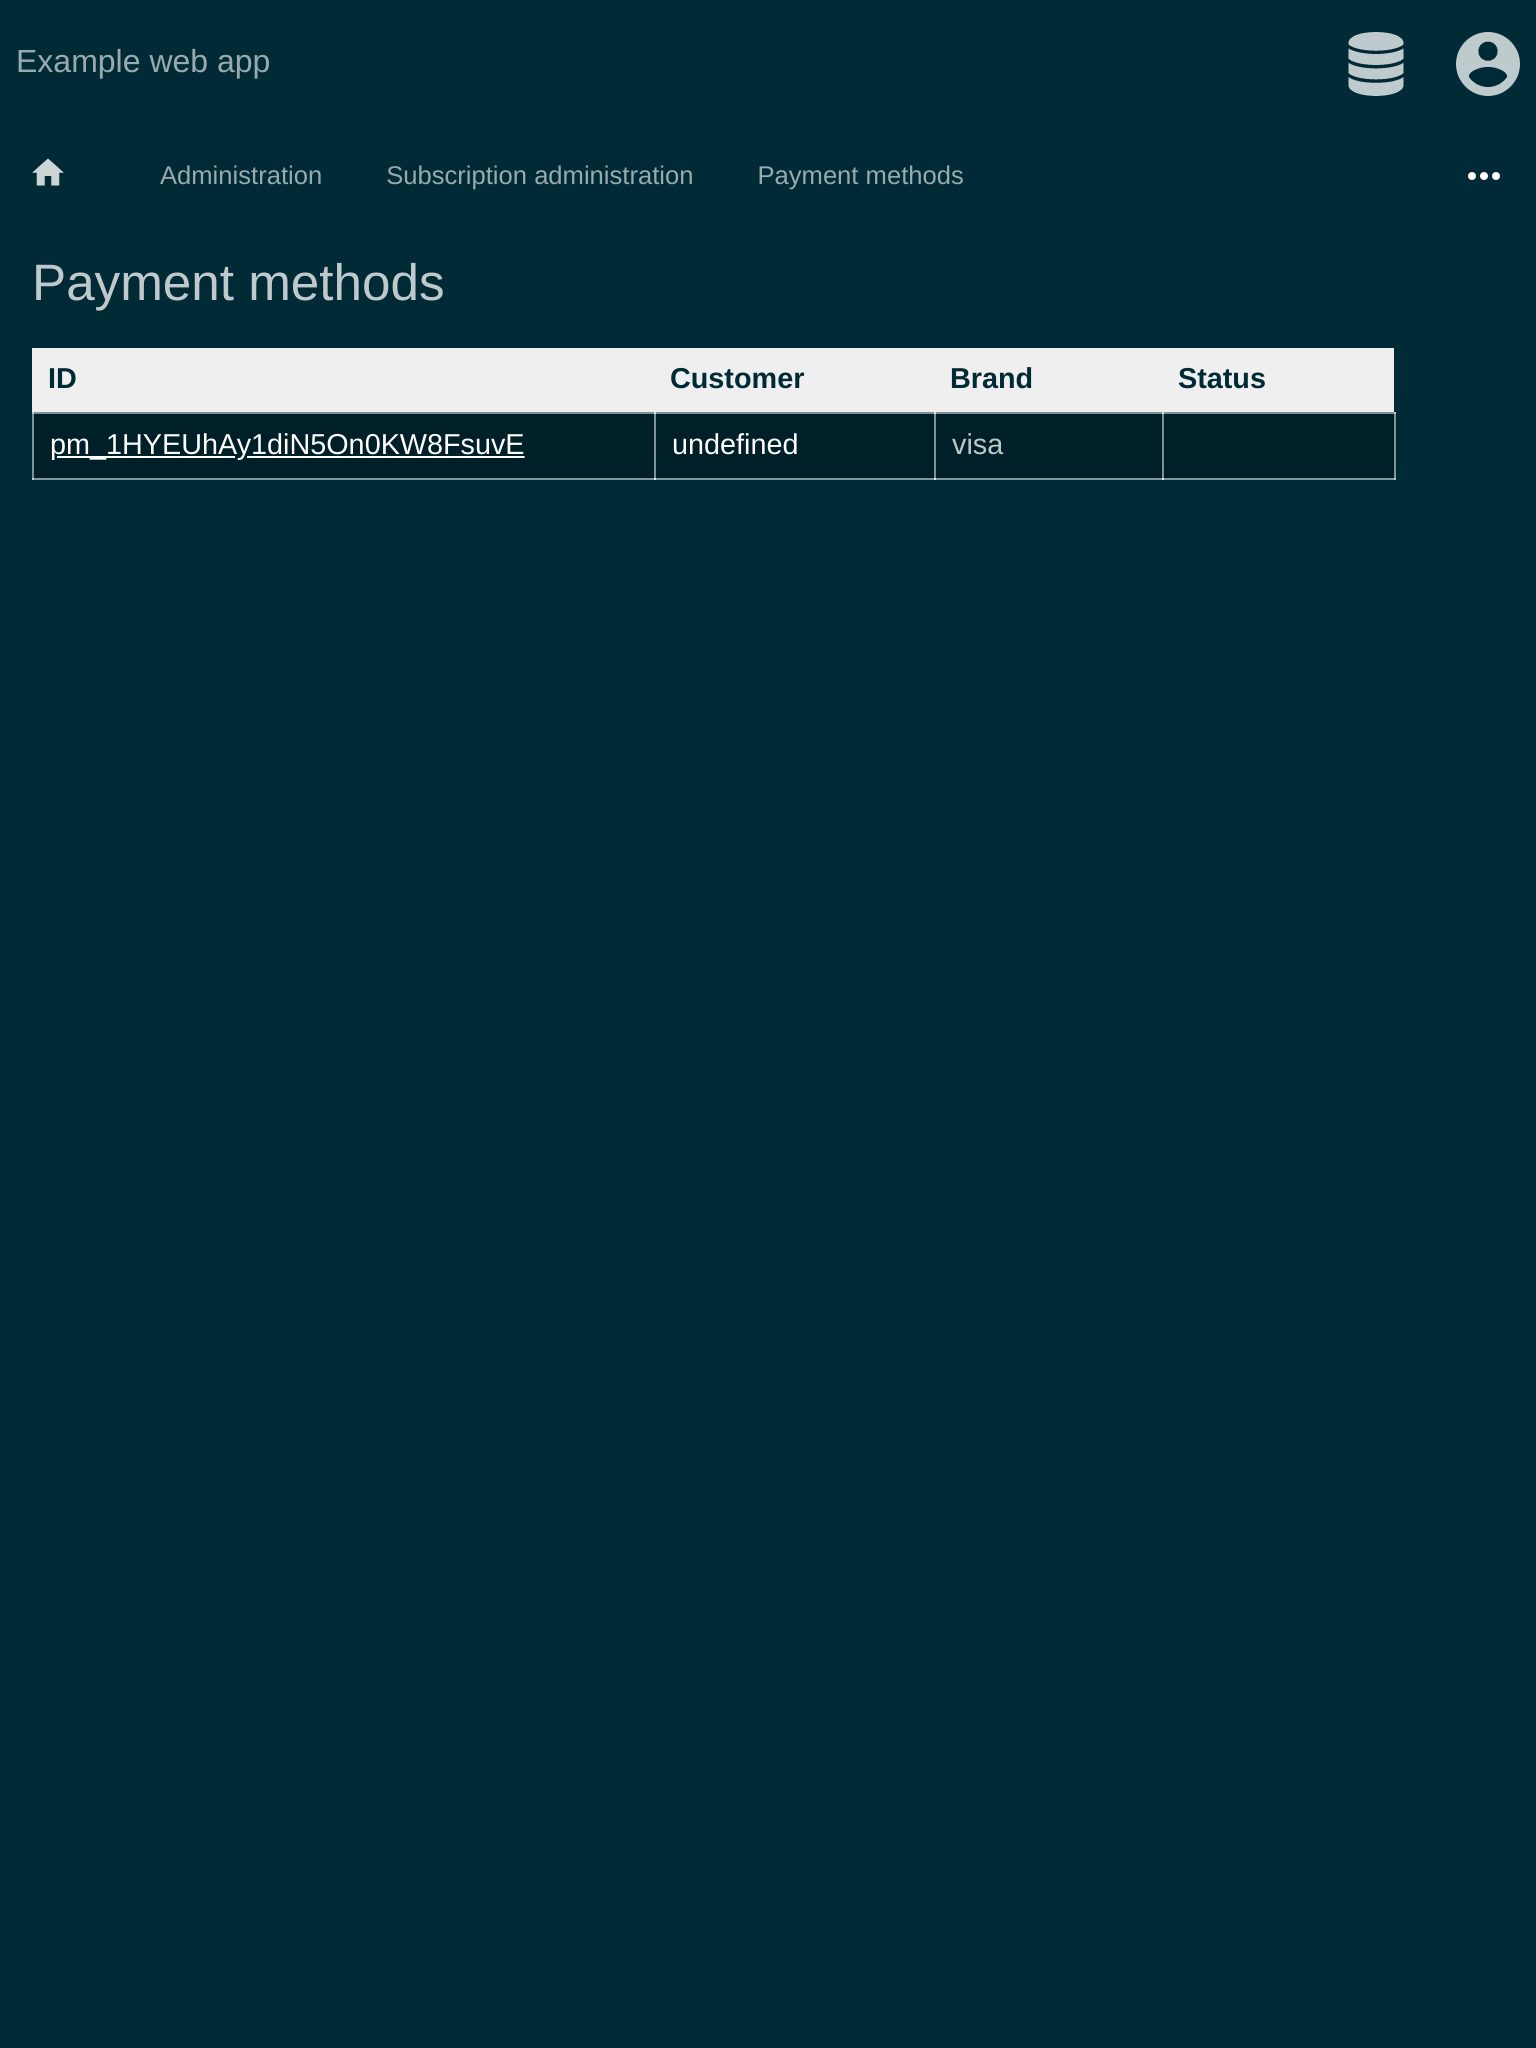 Example web app
Administration Subscription administration Payment methods
Payment methods
ID Customer Brand Status
pm_1HYEUhAy1diN5On0KW8FsuvE undefined visa